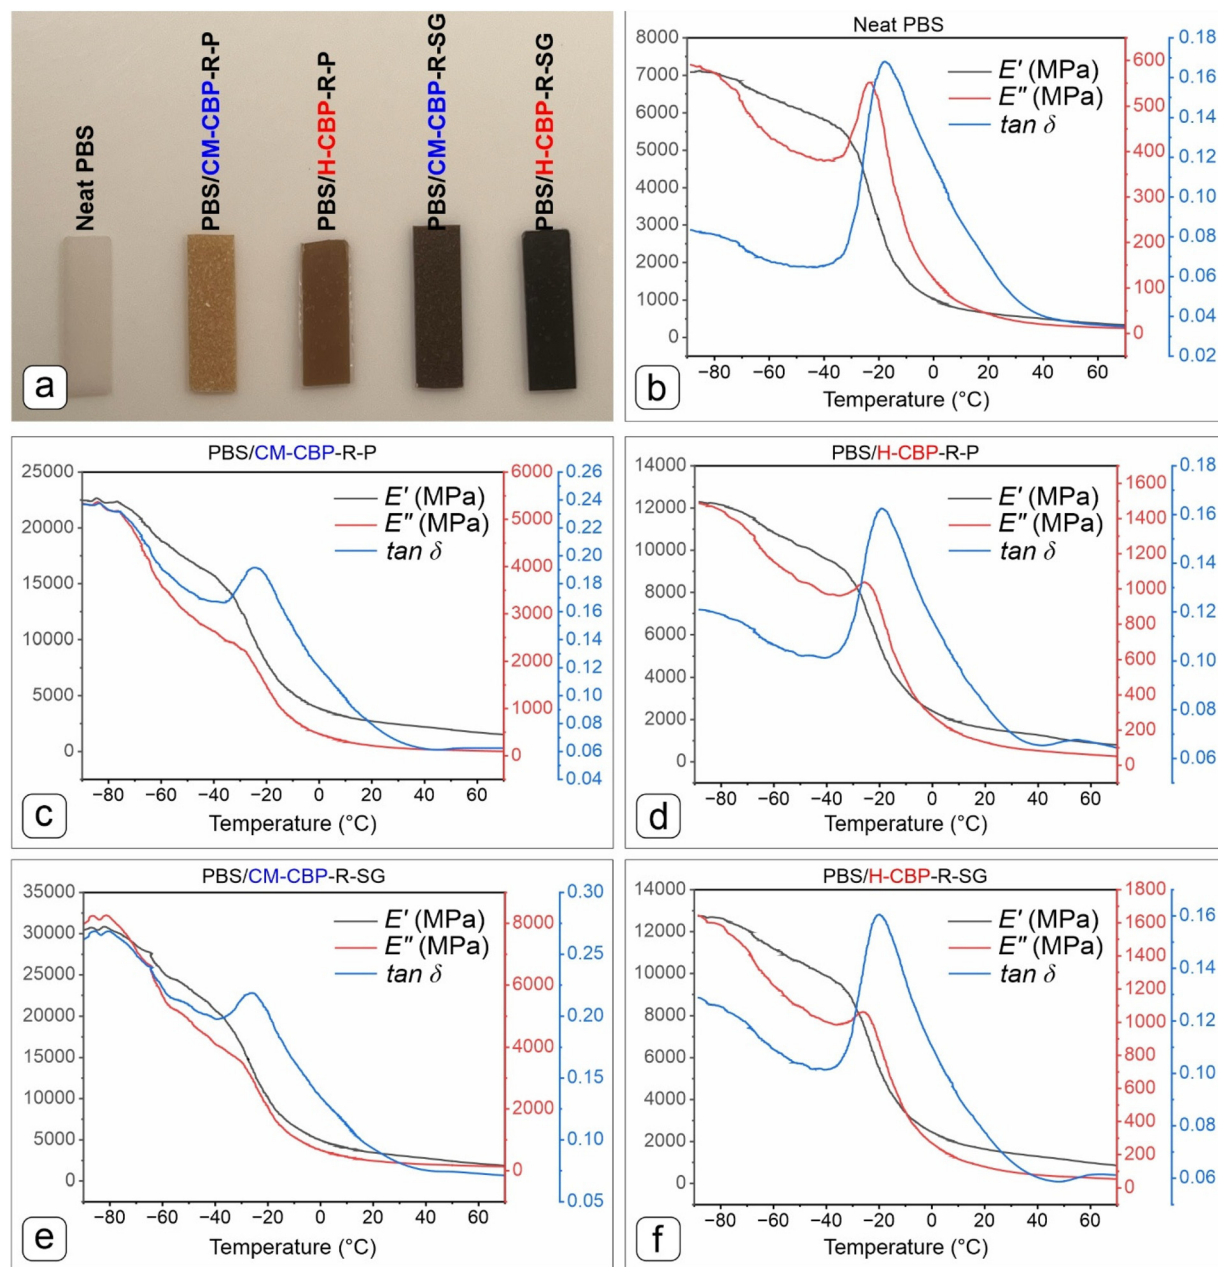 Neat PBS
PBS/CM-CBP-R-P
PBS/H-CBP-R-P
PBS/CM-CBP-R-SG
PBS/H-CBP-R-SG
a
Neat PBS
8000
7000
6000
5000
4000
3000
2000
1000
0
E' (MPa)
E" (MPa)
tan δ
600
500
400
300
200
100
0
0.18
0.16
0.14
0.12
0.10
0.08
0.06
0.04
0.02
−80 −60 −40 −20 0 20 40 60
Temperature (°C)
b
PBS/CM-CBP-R-P
25000
20000
15000
10000
5000
0
E' (MPa)
E" (MPa)
tan δ
6000
5000
4000
3000
2000
1000
0
0.26
0.24
0.22
0.20
0.18
0.16
0.14
0.12
0.10
0.08
0.06
0.04
−80 −60 −40 −20 0 20 40 60
Temperature (°C)
c
PBS/H-CBP-R-P
14000
12000
10000
8000
6000
4000
2000
0
E' (MPa)
E" (MPa)
tan δ
1600
1400
1200
1000
800
600
400
200
0
0.18
0.16
0.14
0.12
0.10
0.08
0.06
−80 −60 −40 −20 0 20 40 60
Temperature (°C)
d
PBS/CM-CBP-R-SG
35000
30000
25000
20000
15000
10000
5000
0
E' (MPa)
E" (MPa)
tan δ
8000
6000
4000
2000
0
0.30
0.25
0.20
0.15
0.10
0.05
−80 −60 −40 −20 0 20 40 60
Temperature (°C)
e
PBS/H-CBP-R-SG
14000
12000
10000
8000
6000
4000
2000
0
E' (MPa)
E" (MPa)
tan δ
1800
1600
1400
1200
1000
800
600
400
200
0
0.16
0.14
0.12
0.10
0.08
0.06
−80 −60 −40 −20 0 20 40 60
Temperature (°C)
f